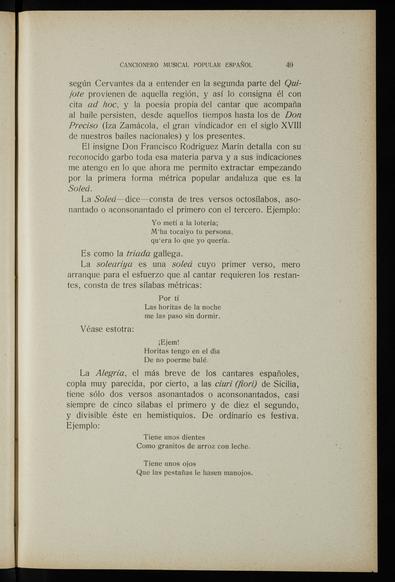 CANCIONERO MUSICAL POPULAR ESPAÑOL 49
según Cervantes da a entender en la segunda parte del Qui-
jote provienen de aquella región, y así lo consigna él con
cita ad hoc, y la poesía propia del cantar que acompaña
al baile persisten, desde aquellos tiempos hasta los de Don
Preciso (Iza Zamácola, el gran vindicador en el siglo XVIII
de nuestros bailes nacionales) y los presentes.
El insigne Don Francisco Rodríguez Marín detalla con su
reconocido garbo toda esa materia parva y a sus indicaciones
me atengo en lo que ahora me permito extractar empezando
por la primera forma métrica popular andaluza que es la
Soleá.
La Soleá—dice—consta de tres versos octosílabos, aso-
nantado o aconsonantado el primero con el tercero. Ejemplo:
Yo metí a la lotería;
M'ha tocaiyo tu persona,
qu'era lo que yo quería.
Es como la triada gallega.
La soleariya es una soleá cuyo primer verso, mero
arranque para el esfuerzo que al cantar requieren los restan-
tes, consta de tres sílabas métricas:
Por tí
Las horitas de la noche
me las paso sin dormir.
Véase estotra:
¡Ejem!
Horitas tengo en el día
De no poerme balé.
La Alegría, el más breve de los cantares españoles,
copla muy parecida, por cierto, a las ciuri (fiori) de Sicilia,
tiene sólo dos versos asonantados o aconsonantados, casi
siempre de cinco sílabas el primero y de diez el segundo,
y divisible éste en hemistiquios. De ordinario es festiva.
Ejemplo:
Tiene unos dientes
Como granitos de arroz con leche.
Tiene unos ojos
Que las pestañas le hasen manojos.